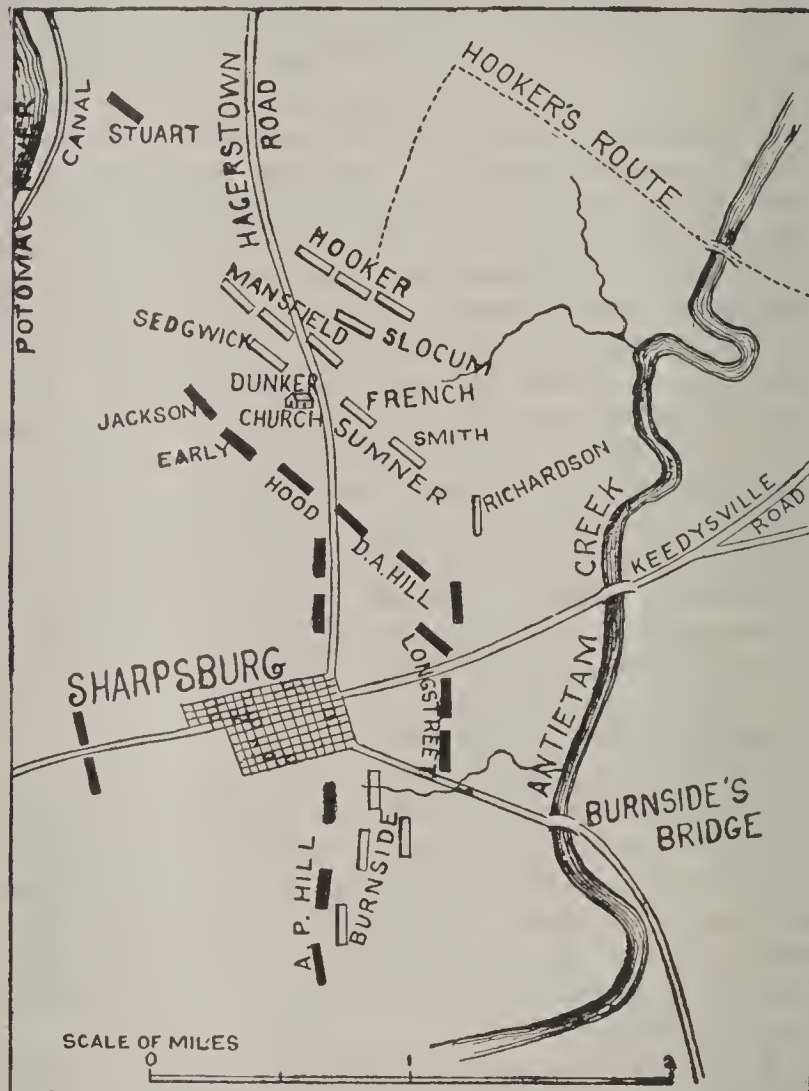 POTOMAC RIVER
CANAL
STUART
HAGERSTOWN
ROAD
HOOKER'S ROUTE
HOOKER
MANSFIELD
SEDGWICK
SLOCUM
DUNKER
CHURCH
FRENCH
SUMNER
SMITH
RICHARDSON
JACKSON
EARLY
HOOD
D.A. HILL
LONGSTREET
KEEDYSVILLE
ROAD
ANTIETAM CREEK
SHARPSBURG
BURNSIDE'S
BRIDGE
A. P. HILL
BURNSIDE
SCALE OF MILES
0 1 2